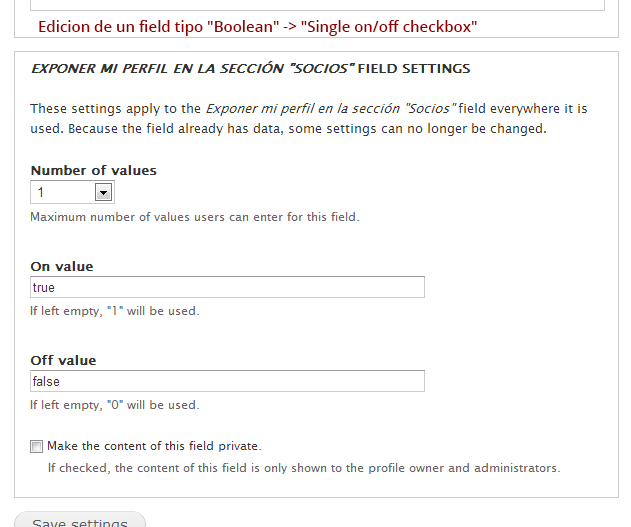 Edicion de un field tipo "Boolean" -> "Single on/off checkbox"
EXPONER MI PERFIL EN LA SECCIÓN "SOCIOS" FIELD SETTINGS
These settings apply to the Exponer mi perfil en la sección "Socios" field everywhere it is
used. Because the field already has data, some settings can no longer be changed.
Number of values
1
Maximum number of values users can enter for this field.
On value
true
If left empty, "1" will be used.
Off value
false
If left empty, "0" will be used.
Make the content of this field private.
If checked, the content of this field is only shown to the profile owner and administrators.
Save settings